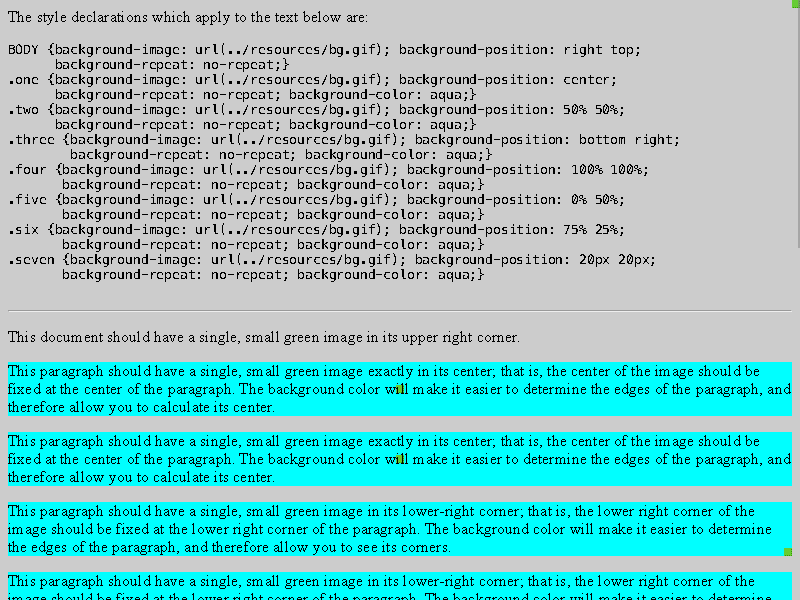 The style declarations which apply to the text below are:
BODY {background-image: url(../resources/bg.gif); background-position: right top;
background-repeat: no-repeat;}
.one {background-image: url(../resources/bg.gif); background-position: center;
background-repeat: no-repeat; background-color: aqua;}
.two {background-image: url(../resources/bg.gif); background-position: 50% 50%;
background-repeat: no-repeat; background-color: aqua;}
.three {background-image: url(../resources/bg.gif); background-position: bottom right;
background-repeat: no-repeat; background-color: aqua;}
.four {background-image: url(../resources/bg.gif); background-position: 100% 100%;
background-repeat: no-repeat; background-color: aqua;}
.five {background-image: url(../resources/bg.gif); background-position: 0% 50%;
background-repeat: no-repeat; background-color: aqua;}
.six {background-image: url(../resources/bg.gif); background-position: 75% 25%;
background-repeat: no-repeat; background-color: aqua;}
.seven {background-image: url(../resources/bg.gif); background-position: 20px 20px;
background-repeat: no-repeat; background-color: aqua;}
This document should have a single, small green image in its upper right corner.
This paragraph should have a single, small green image exactly in its center; that is, the center of the image should be
fixed at the center of the paragraph. The background color will make it easier to determine the edges of the paragraph, and
therefore allow you to calculate its center.
This paragraph should have a single, small green image exactly in its center; that is, the center of the image should be
fixed at the center of the paragraph. The background color will make it easier to determine the edges of the paragraph, and
therefore allow you to calculate its center.
This paragraph should have a single, small green image in its lower-right corner; that is, the lower right corner of the
image should be fixed at the lower right corner of the paragraph. The background color will make it easier to determine
the edges of the paragraph, and therefore allow you to see its corners.
This paragraph should have a single, small green image in its lower-right corner; that is, the lower right corner of the
image should be fixed at the lower right corner of the paragraph. The background color will make it easier to determine